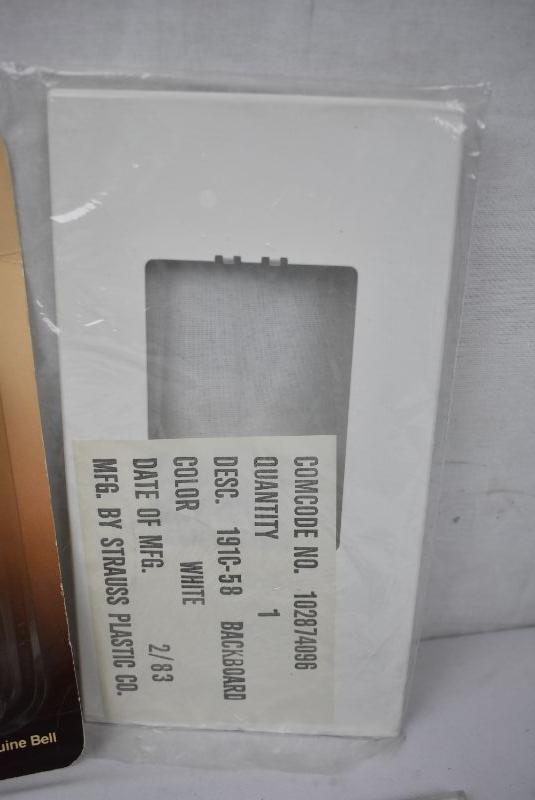 COMCODE NO. 102874096
QUANTITY 1
DESC. 191C-58 BACKBOARD
COLOR WHITE
DATE OF MFG. 2/83
MFG. BY STRAUSS PLASTIC CO.
uine Bell